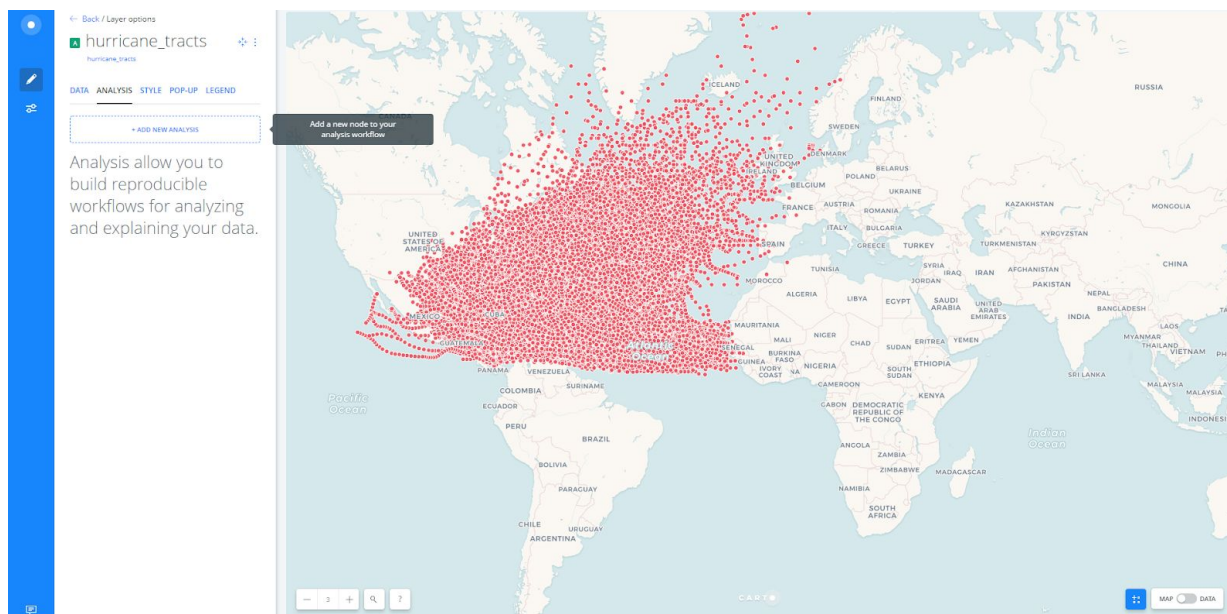 ← Back / Layer options
A hurricane_tracts
hurricane_tracts
DATA ANALYSIS STYLE POP-UP LEGEND
+ ADD NEW ANALYSIS
Add a new node to your
analysis workflow
Analysis allow you to
build reproducible
workflows for analyzing
and explaining your data.
ICELAND
RUSSIA
FINLAND
CANADA
SWEDEN
UNITED
KINGDOM
DENMARK
IRELAND
BELARUS
POLAND
BELGIUM
UKRAINE
FRANCE
AUSTRIA
ROMANIA
KAZAKHSTAN
MONGOLIA
ITALY
BULGARIA
UNITED
STATES OF
AMERICA
SPAIN
GREECE
TURKEY
TURKMENISTAN
KYRGYZSTAN
TUNISIA
SYRIA
IRAQ
IRAN
AFGHANISTAN
CHINA
MOROCCO
JORDAN
PAKISTAN
ALGERIA
LIBYA
EGYPT
SAUDI
ARABIA
UNITED
ARAB
EMIRATES
NEPAL
BANGLADESH
INDIA
MEXICO
CUBA
MAURITANIA
LAOS
MYANMAR
THAILAND
VIETNAM
PH
GUATEMALA
Atlantic
Ocean
SENEGAL
MALI
NIGER
CHAD
SUDAN
ERITREA
YEMEN
GUINEA
BURKINA
FASO
IVORY
COAST
NIGERIA
SOUTH
SUDAN
ETHIOPIA
SRI LANKA
PANAMA
VENEZUELA
CAMEROON
MALAYSIA
MALAYSIA
COLOMBIA
SURINAME
KENYA
Pacific
Ocean
ECUADOR
GABON
DEMOCRATIC
REPUBLIC OF
THE CONGO
INDONESI
PERU
BRAZIL
Indian
Ocean
ANGOLA
ZAMBIA
BOLIVIA
ZIMBABWE
MADAGASCAR
PARAGUAY
NAMIBIA
SOUTH
AFRICA
CHILE
URUGUAY
ARGENTINA
− 3 + ?
CARTO
MAP DATA